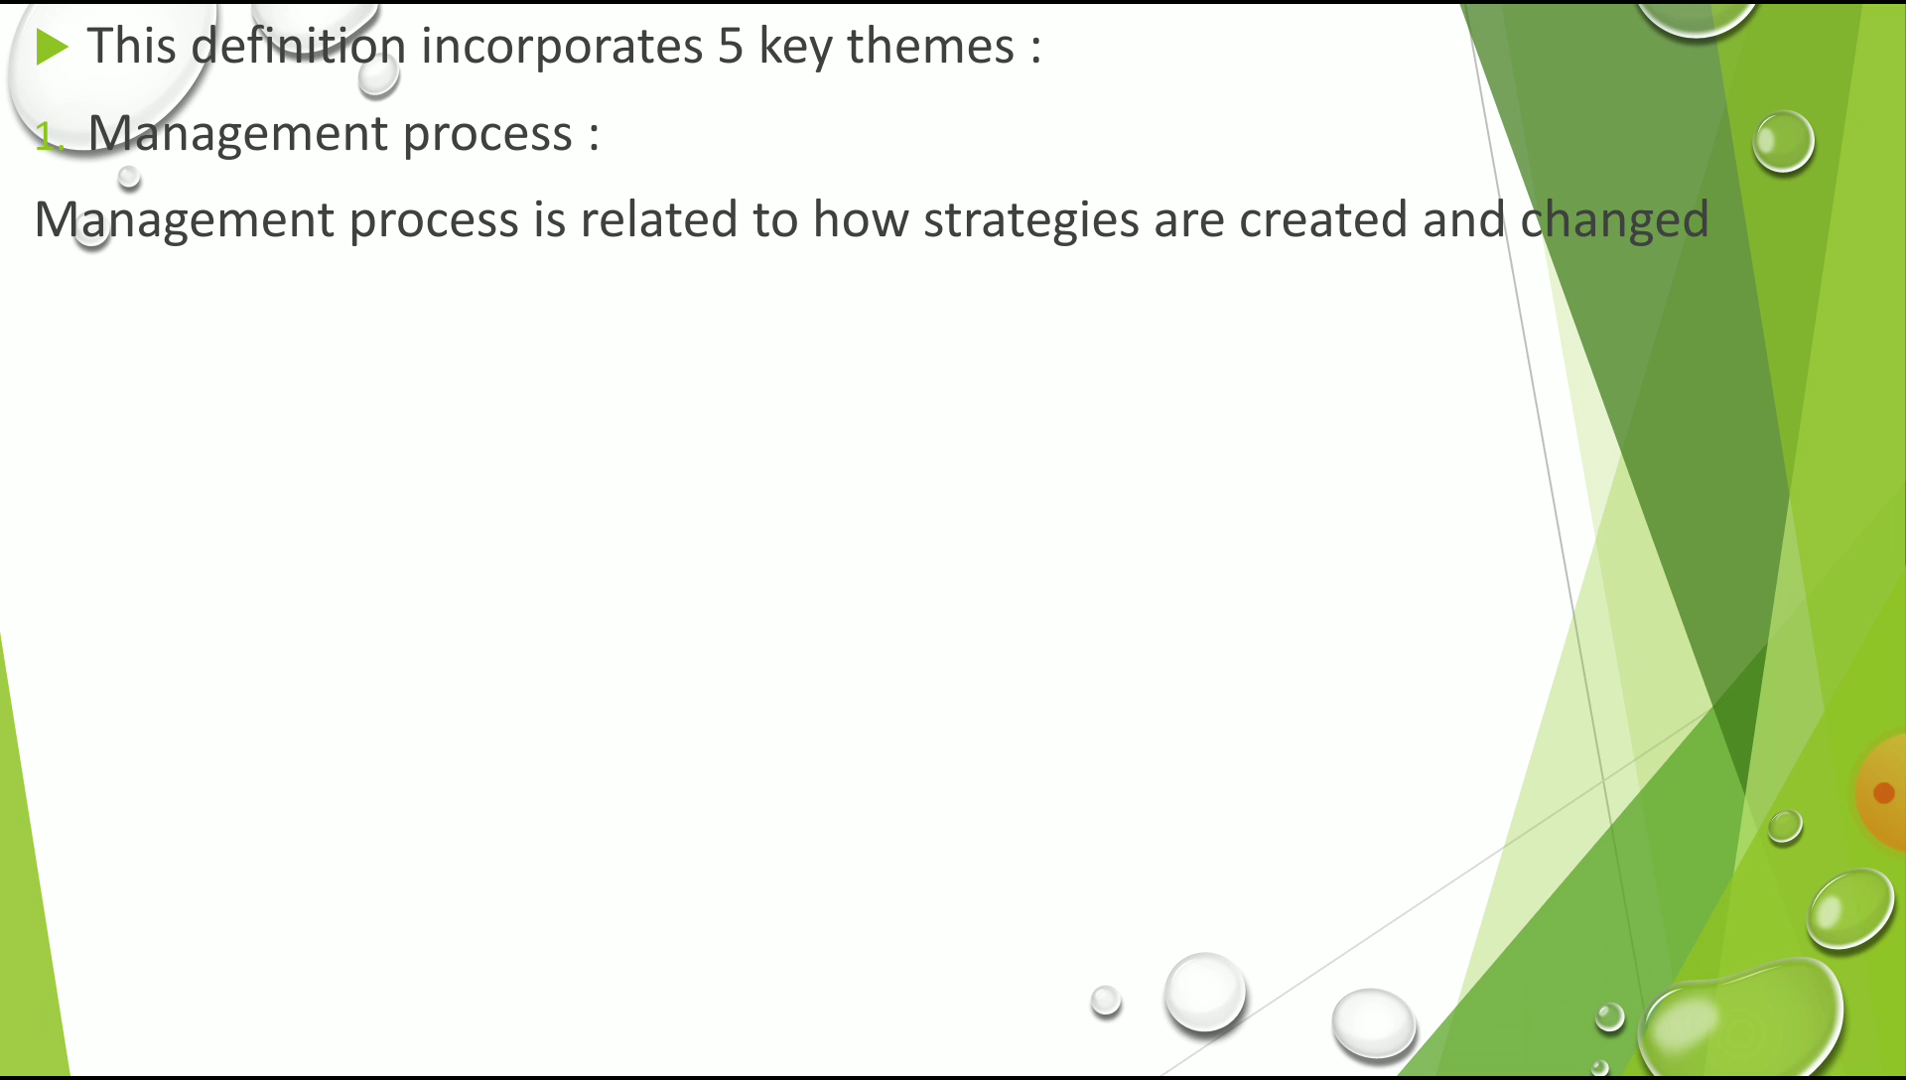 This definition incorporates 5 key themes :
1. Management process :
Management process is related to how strategies are created and changed